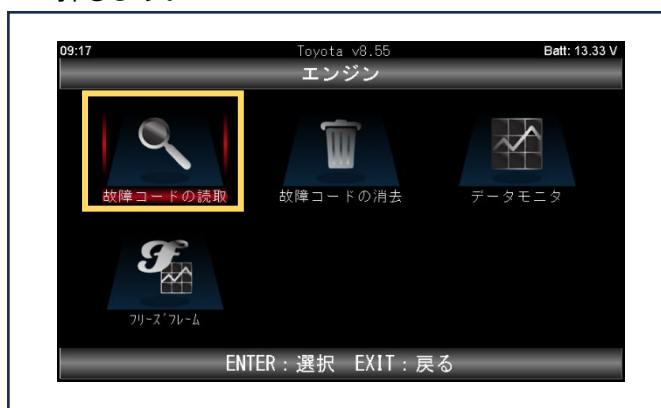 09:17 Toyota v8.55 Batt: 13.33 V
エンジン
故障コードの読取 故障コードの消去 データモニタ
フリーズフレーム
ENTER：選択 EXIT：戻る